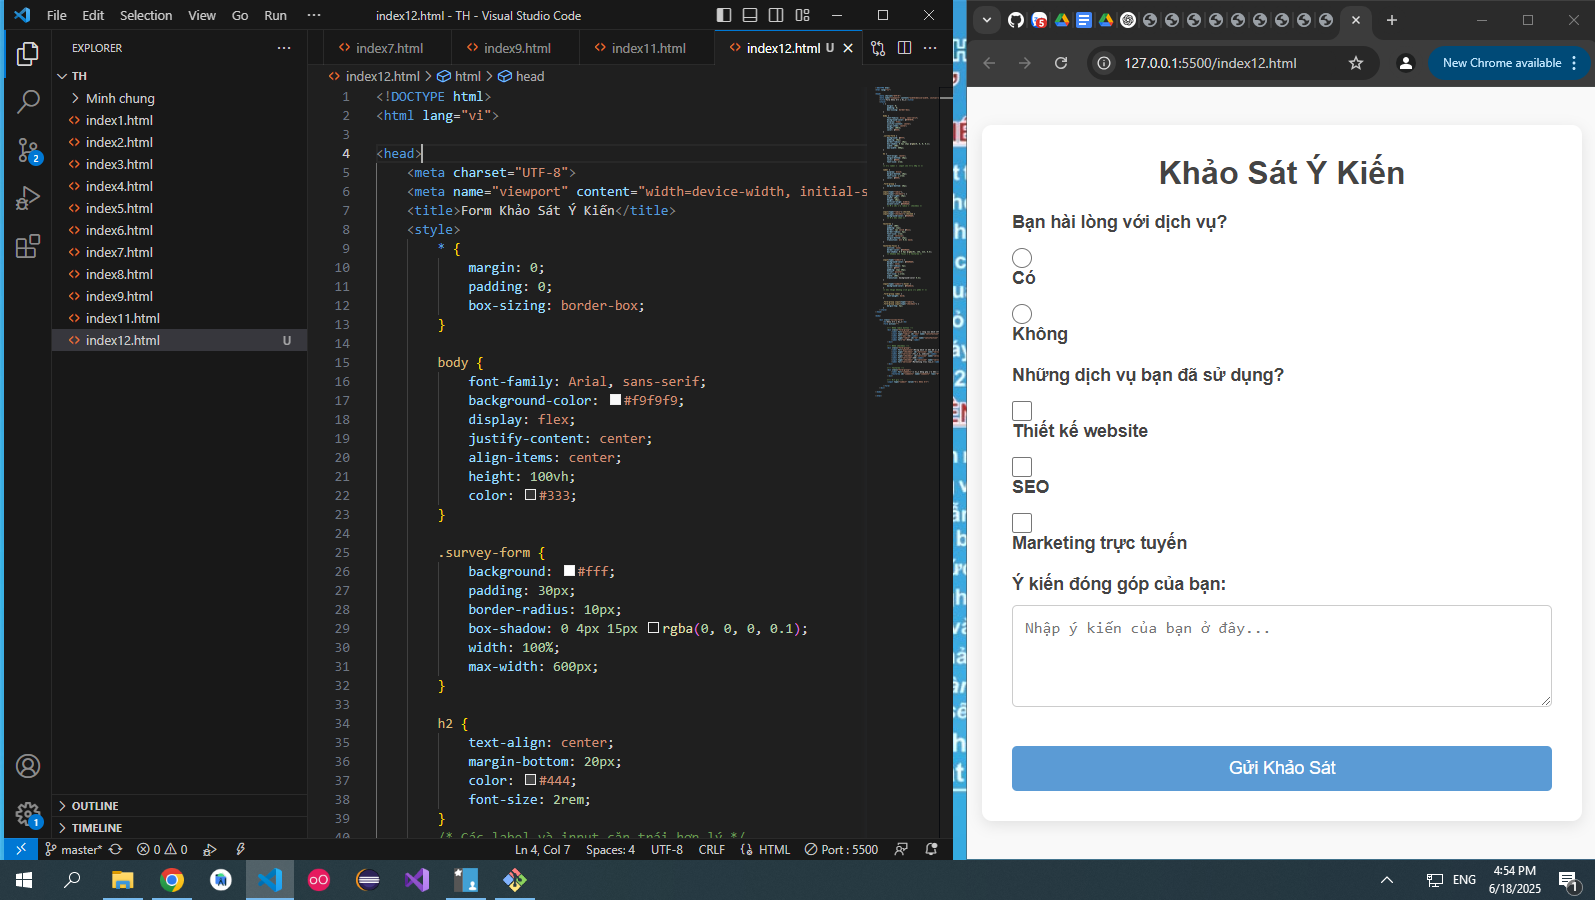 File Edit Selection View Go Run ··· index12.html - TH - Visual Studio Code
EXPLORER
TH
Minh chung
index1.html
index2.html
index3.html
index4.html
index5.html
index6.html
index7.html
index8.html
index9.html
index11.html
index12.html U
OUTLINE
TIMELINE
index7.html index9.html index11.html index12.html U
index12.html > html > head
1 <!DOCTYPE html>
2 <html lang="vi">
3
4 <head>
5 <meta charset="UTF-8">
6 <meta name="viewport" content="width=device-width, initial-s
7 <title>Form Khảo Sát Ý Kiến</title>
8 <style>
9 * {
10 margin: 0;
11 padding: 0;
12 box-sizing: border-box;
13 }
14
15 body {
16 font-family: Arial, sans-serif;
17 background-color: #f9f9f9;
18 display: flex;
19 justify-content: center;
20 align-items: center;
21 height: 100vh;
22 color: #333;
23 }
24
25 .survey-form {
26 background: #fff;
27 padding: 30px;
28 border-radius: 10px;
29 box-shadow: 0 4px 15px rgba(0, 0, 0, 0.1);
30 width: 100%;
31 max-width: 600px;
32 }
33
34 h2 {
35 text-align: center;
36 margin-bottom: 20px;
37 color: #444;
38 font-size: 2rem;
39 }
40 /* Các label và input căn trái hợp lý */
master* 0 0 Ln 4, Col 7 Spaces: 4 UTF-8 CRLF {} HTML Port : 5500
127.0.0.1:5500/index12.html New Chrome available
Khảo Sát Ý Kiến
Bạn hài lòng với dịch vụ?
Có
Không
Những dịch vụ bạn đã sử dụng?
Thiết kế website
SEO
Marketing trực tuyến
Ý kiến đóng góp của bạn:
Nhập ý kiến của bạn ở đây...
Gửi Khảo Sát
ENG
4:54 PM
6/18/2025
1